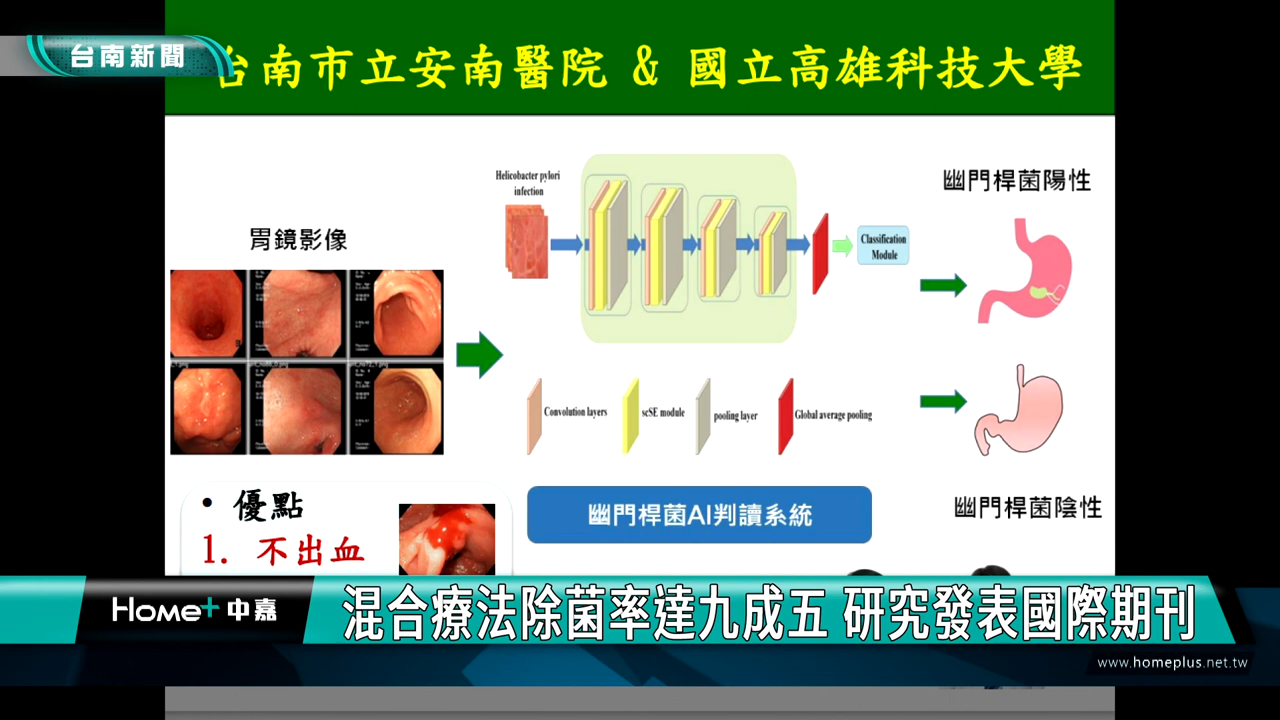 台南新聞
台南市立安南醫院 & 國立高雄科技大學
胃鏡影像
Helicobacter pylori
infection
Classification
Module
幽門桿菌陽性
Convolution layers
scSE module
pooling layer
Global average pooling
幽門桿菌AI判讀系統
幽門桿菌陰性
• 優點
1. 不出血
Home+中嘉
混合療法除菌率達九成五 研究發表國際期刊
www.homeplus.net.tw